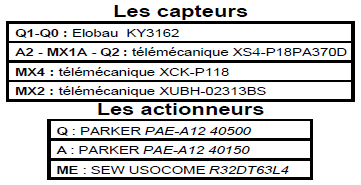 Les capteurs
Q1-Q0 : Elobau KY3162
A2 - MX1A - Q2 : télémécanique XS4-P18PA370D
MX4 : télémécanique XCK-P118
MX2 : télémécanique XUBH-02313BS
Les actionneurs
Q : PARKER PAE-A12 40500
A : PARKER PAE-A12 40150
ME : SEW USOCOME R32DT63L4